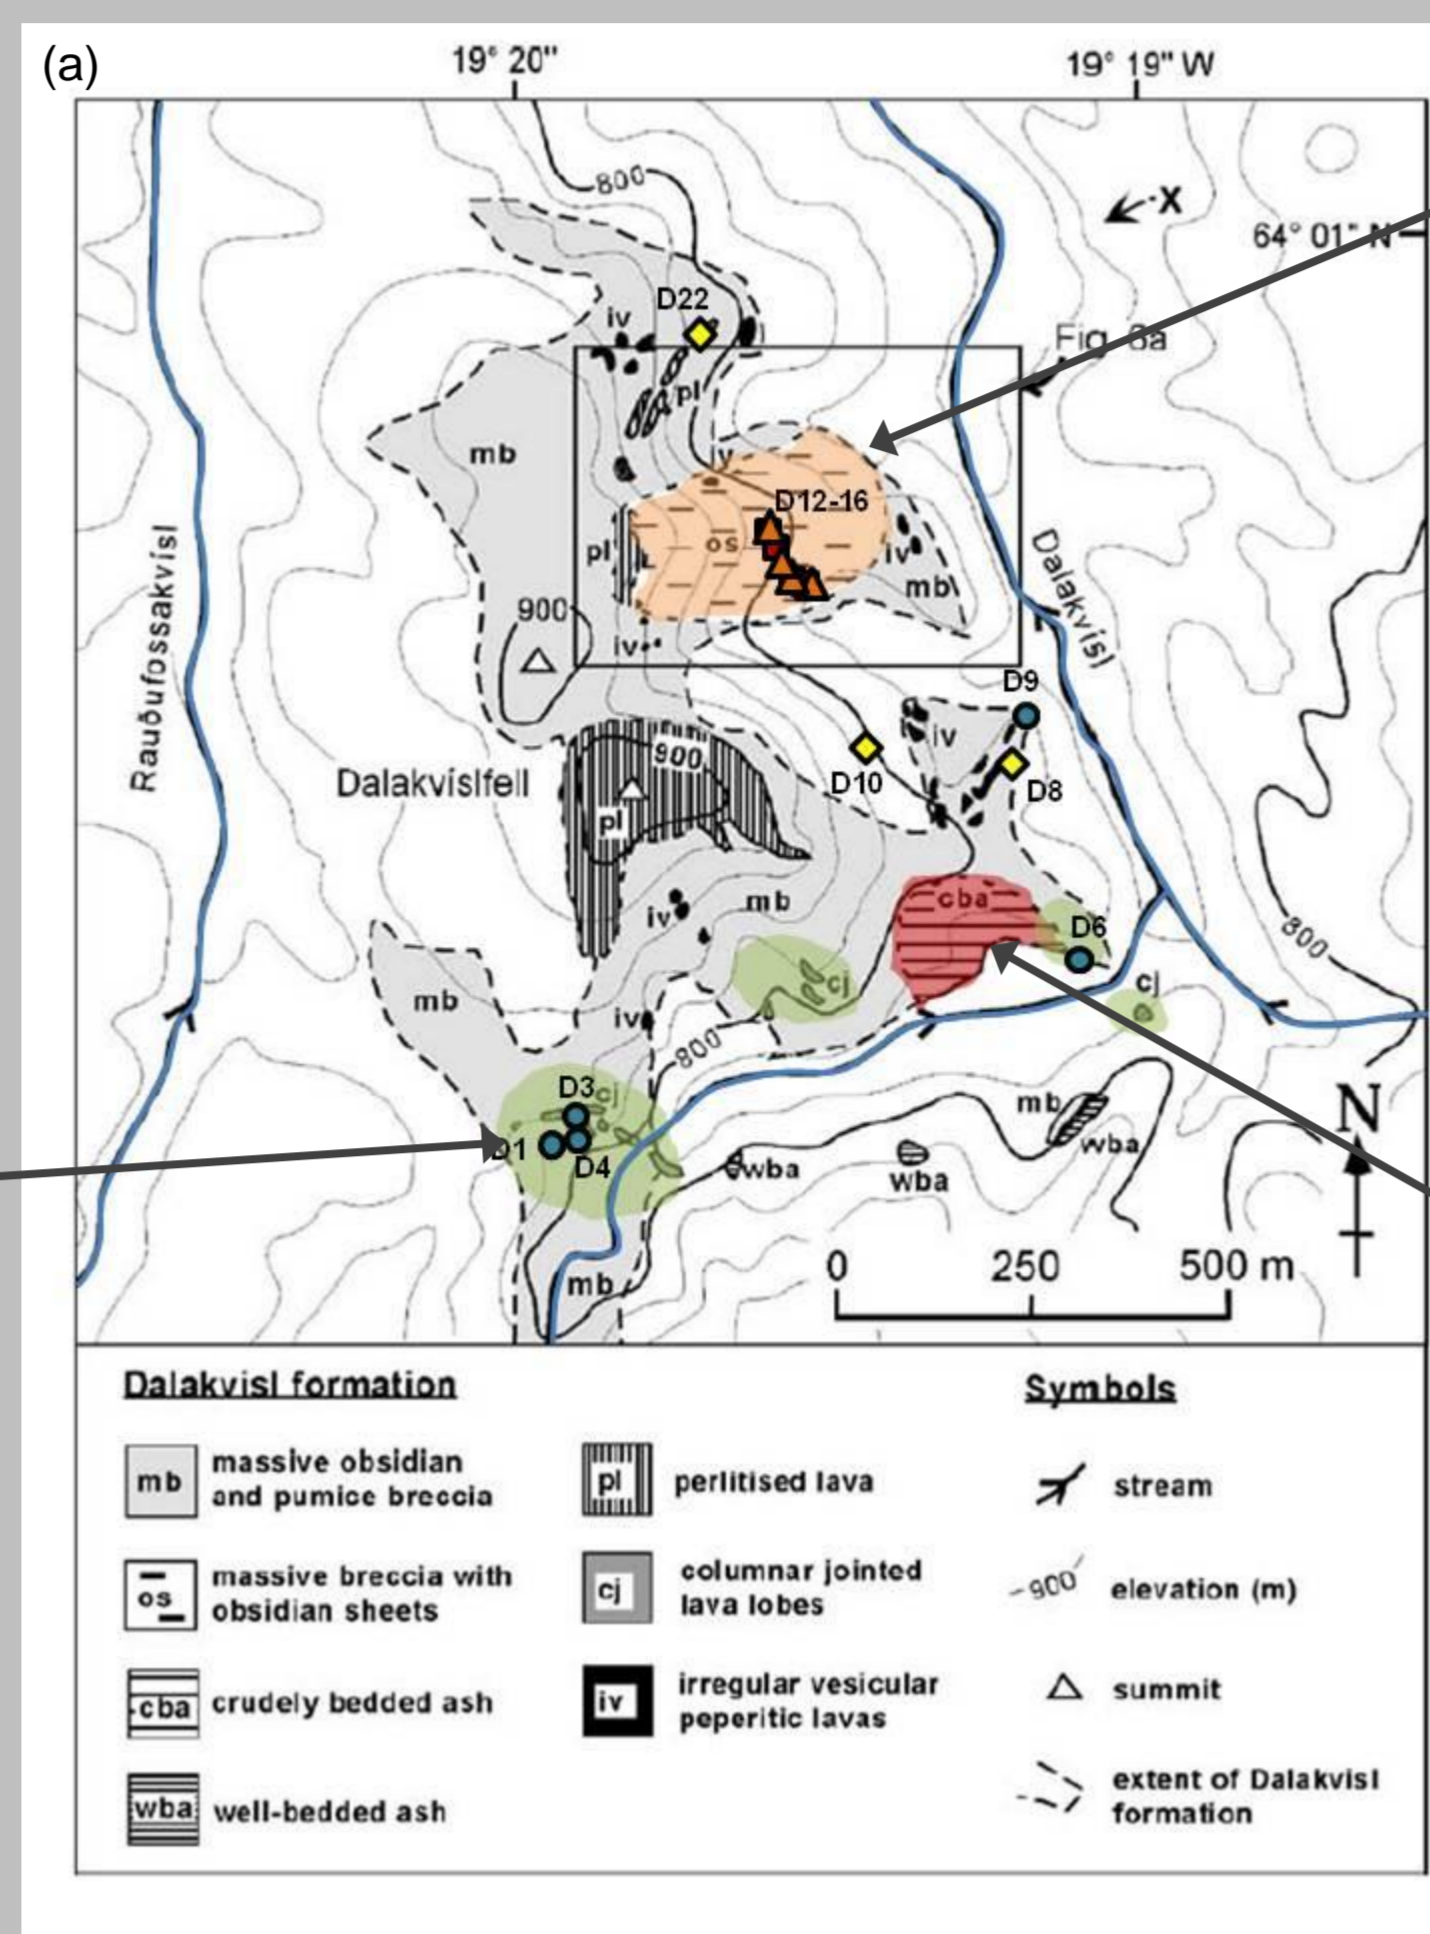 (a)
19° 20"
19° 19" W
800
X
64° 01" N
D22
iv
Fig. 8a
pl
mb
iv
D12-16
os
pl
iv
mb
Rauðufossakvísl
Dalakvísl
900
iv
D9
iv
900
D10
D8
Dalakvíslfell
pl
cba
mb
iv
D6
800
mb
cj
cj
iv
800
N
D3
cj
mb
D1
D4
wba
wba
wba
0 250 500 m
mb
Dalakvisl formation
Symbols
mb
massive obsidian
and pumice breccia
pl
perlitised lava
stream
os
massive breccia with
obsidian sheets
cj
columnar jointed
lava lobes
900
elevation (m)
cba
crudely bedded ash
iv
irregular vesicular
peperitic lavas
summit
wba
well-bedded ash
extent of Dalakvisl
formation